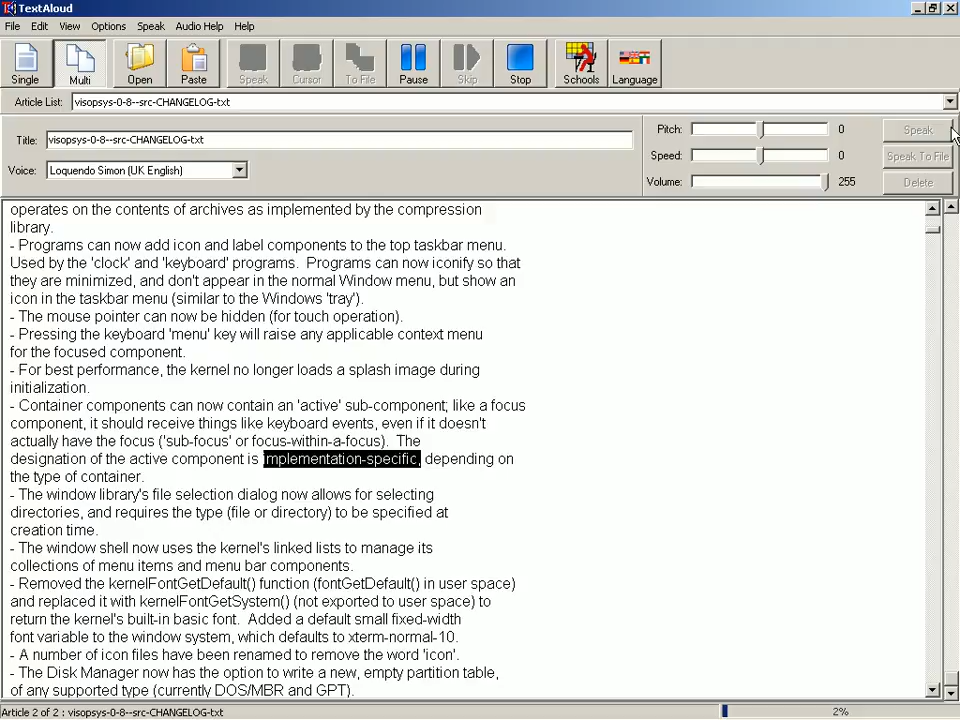 TextAloud
File Edit View Options Speak Audio Help Help
Single Multi Open Paste Speak Cursor To File Pause Skip Stop Schools Language
Article List: visopsys-0-8--src-CHANGELOG-txt
Title: visopsys-0-8--src-CHANGELOG-txt
Voice: Loquendo Simon (UK English)
Pitch: 0 Speak
Speed: 0 Speak To File
Volume: 255 Delete
operates on the contents of archives as implemented by the compression
library.
- Programs can now add icon and label components to the top taskbar menu.
Used by the 'clock' and 'keyboard' programs.  Programs can now iconify so that
they are minimized, and don't appear in the normal Window menu, but show an
icon in the taskbar menu (similar to the Windows 'tray').
- The mouse pointer can now be hidden (for touch operation).
- Pressing the keyboard 'menu' key will raise any applicable context menu
for the focused component.
- For best performance, the kernel no longer loads a splash image during
initialization.
- Container components can now contain an 'active' sub-component; like a focus
component, it should receive things like keyboard events, even if it doesn't
actually have the focus ('sub-focus' or focus-within-a-focus).  The
designation of the active component is implementation-specific, depending on
the type of container.
- The window library's file selection dialog now allows for selecting
directories, and requires the type (file or directory) to be specified at
creation time.
- The window shell now uses the kernel's linked lists to manage its
collections of menu items and menu bar components.
- Removed the kernelFontGetDefault() function (fontGetDefault() in user space)
and replaced it with kernelFontGetSystem() (not exported to user space) to
return the kernel's built-in basic font.  Added a default small fixed-width
font variable to the window system, which defaults to xterm-normal-10.
- A number of icon files have been renamed to remove the word 'icon'.
- The Disk Manager now has the option to write a new, empty partition table,
of any supported type (currently DOS/MBR and GPT).
Article 2 of 2 : visopsys-0-8--src-CHANGELOG-txt 2%